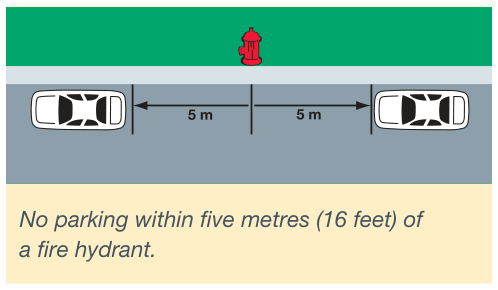 5 m 5 m
No parking within five metres (16 feet) of
a fire hydrant.